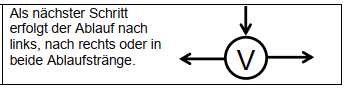 Als nächster Schritt
erfolgt der Ablauf nach
links, nach rechts oder in
beide Ablaufstränge.
V